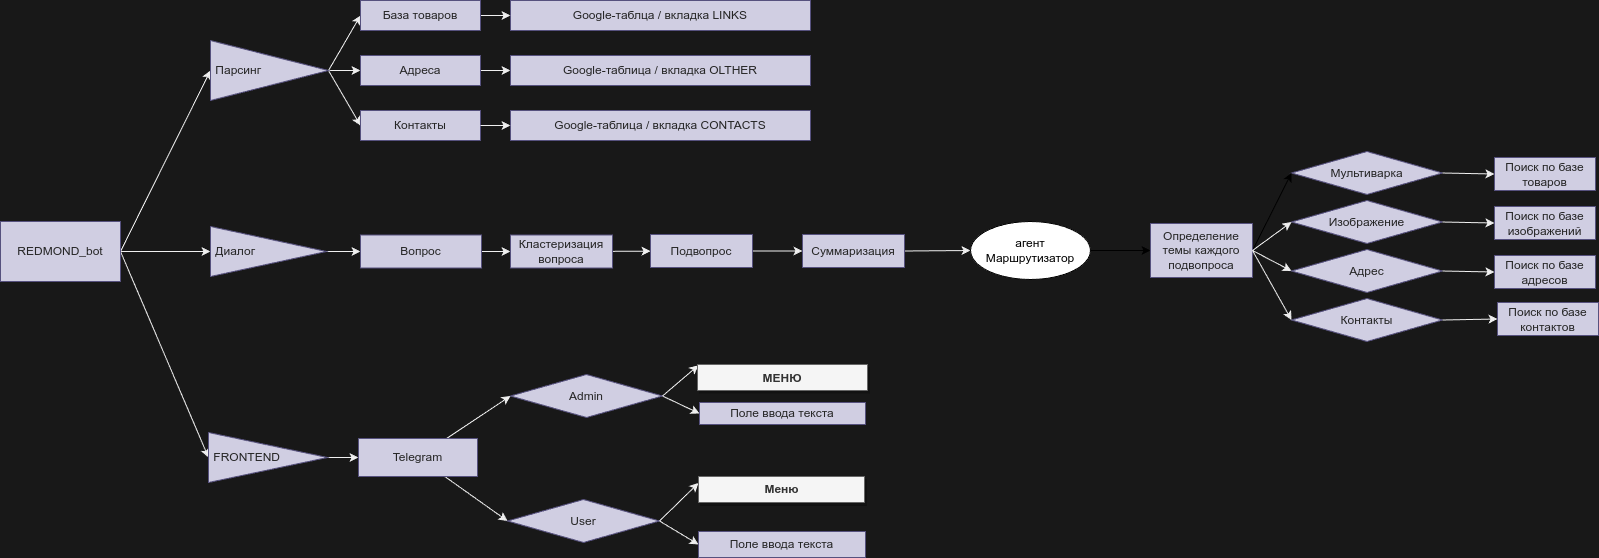 База товаров
Google-таблца / вкладка LINKS
Парсинг
Адреса
Google-таблица / вкладка OLTHER
Контакты
Google-таблица / вкладка CONTACTS
REDMOND_bot
Диалог
Вопрос
Кластеризация
вопроса
Подвопрос
Суммаризация
агент
Маршрутизатор
Определение
темы каждого
подвопроса
Мультиварка
Поиск по базе
товаров
Изображение
Поиск по базе
изображений
Адрес
Поиск по базе
адресов
Контакты
Поиск по базе
контактов
FRONTEND
Telegram
Admin
МЕНЮ
Поле ввода текста
User
Меню
Поле ввода текста